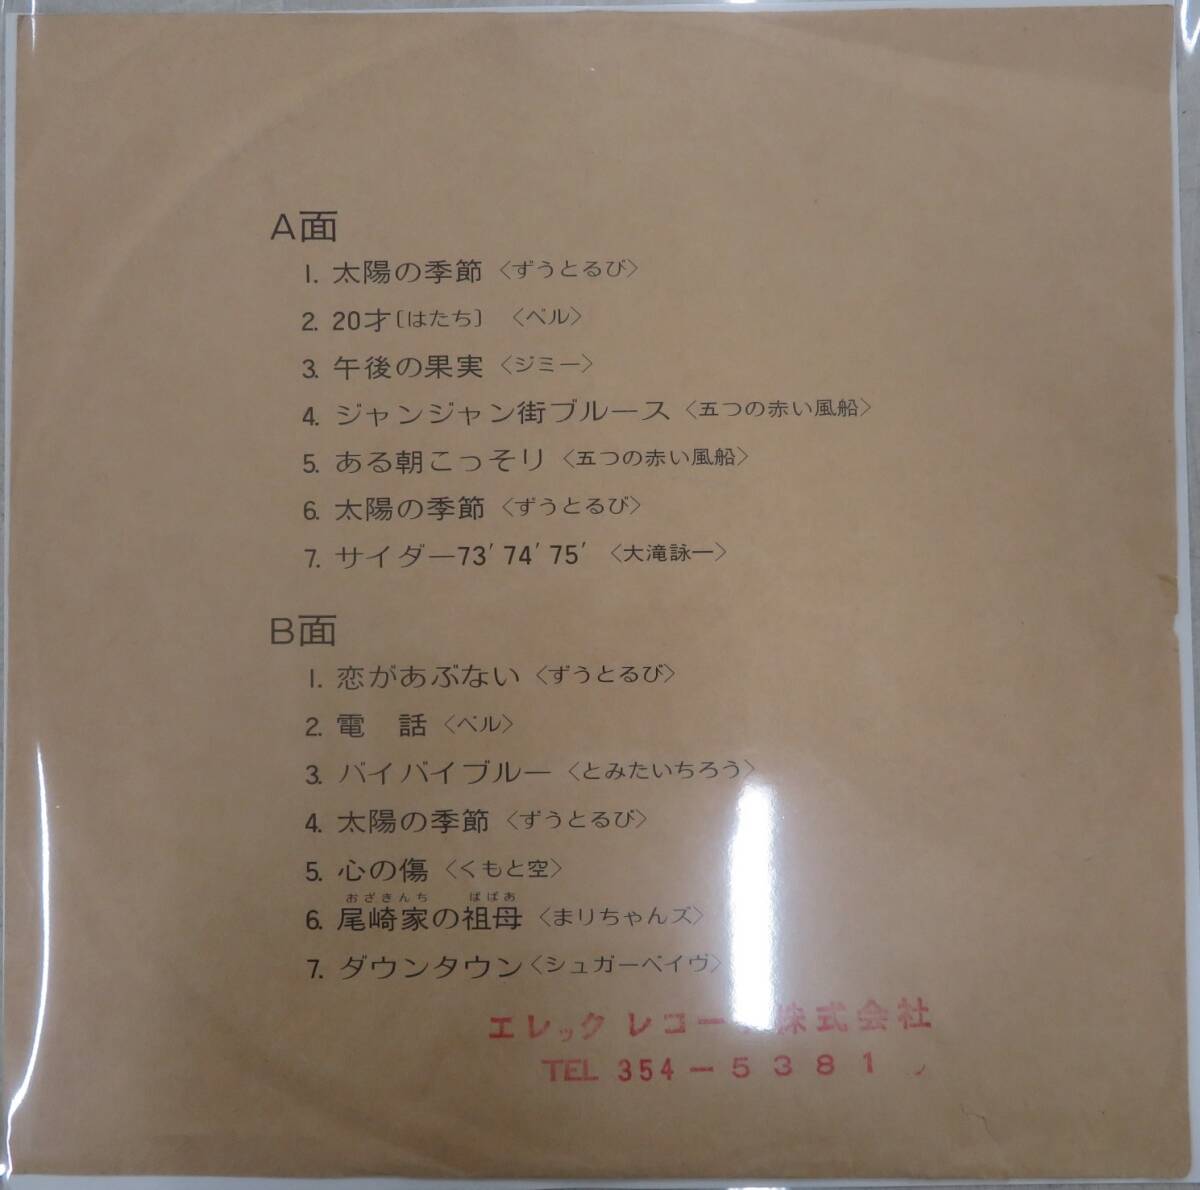 A面
1. 太陽の季節 〈ずうとるび〉
2. 20才〔はたち〕 〈ベル〉
3. 午後の果実 〈ジミー〉
4. ジャンジャン街ブルース 〈五つの赤い風船〉
5. ある朝こっそり 〈五つの赤い風船〉
6. 太陽の季節 〈ずうとるび〉
7. サイダー73′74′75′ 〈大滝詠一〉
B面
1. 恋があぶない 〈ずうとるび〉
2. 電　話 〈ベル〉
3. バイバイブルー 〈とみたいちろう〉
4. 太陽の季節 〈ずうとるび〉
5. 心の傷 〈くもと空〉
おざきんち ばばあ
6. 尾崎家の祖母 〈まりちゃんズ〉
7. ダウンタウン〈シュガーベイヴ〉
エレック レコード株式会社
TEL 354-5381